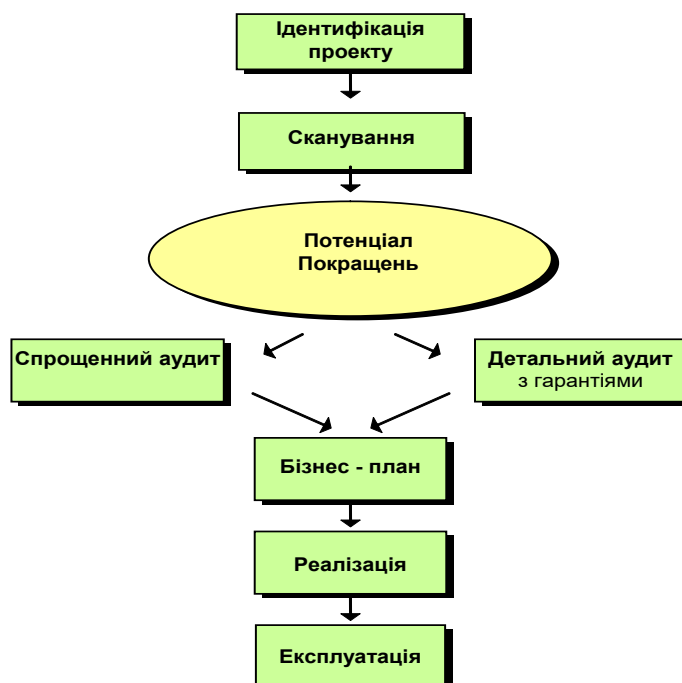 Ідентифікація
проекту
Сканування
Потенціал
Покращень
Спрощенний аудит
Детальний аудит
з гарантіями
Бізнес - план
Реалізація
Експлуатація